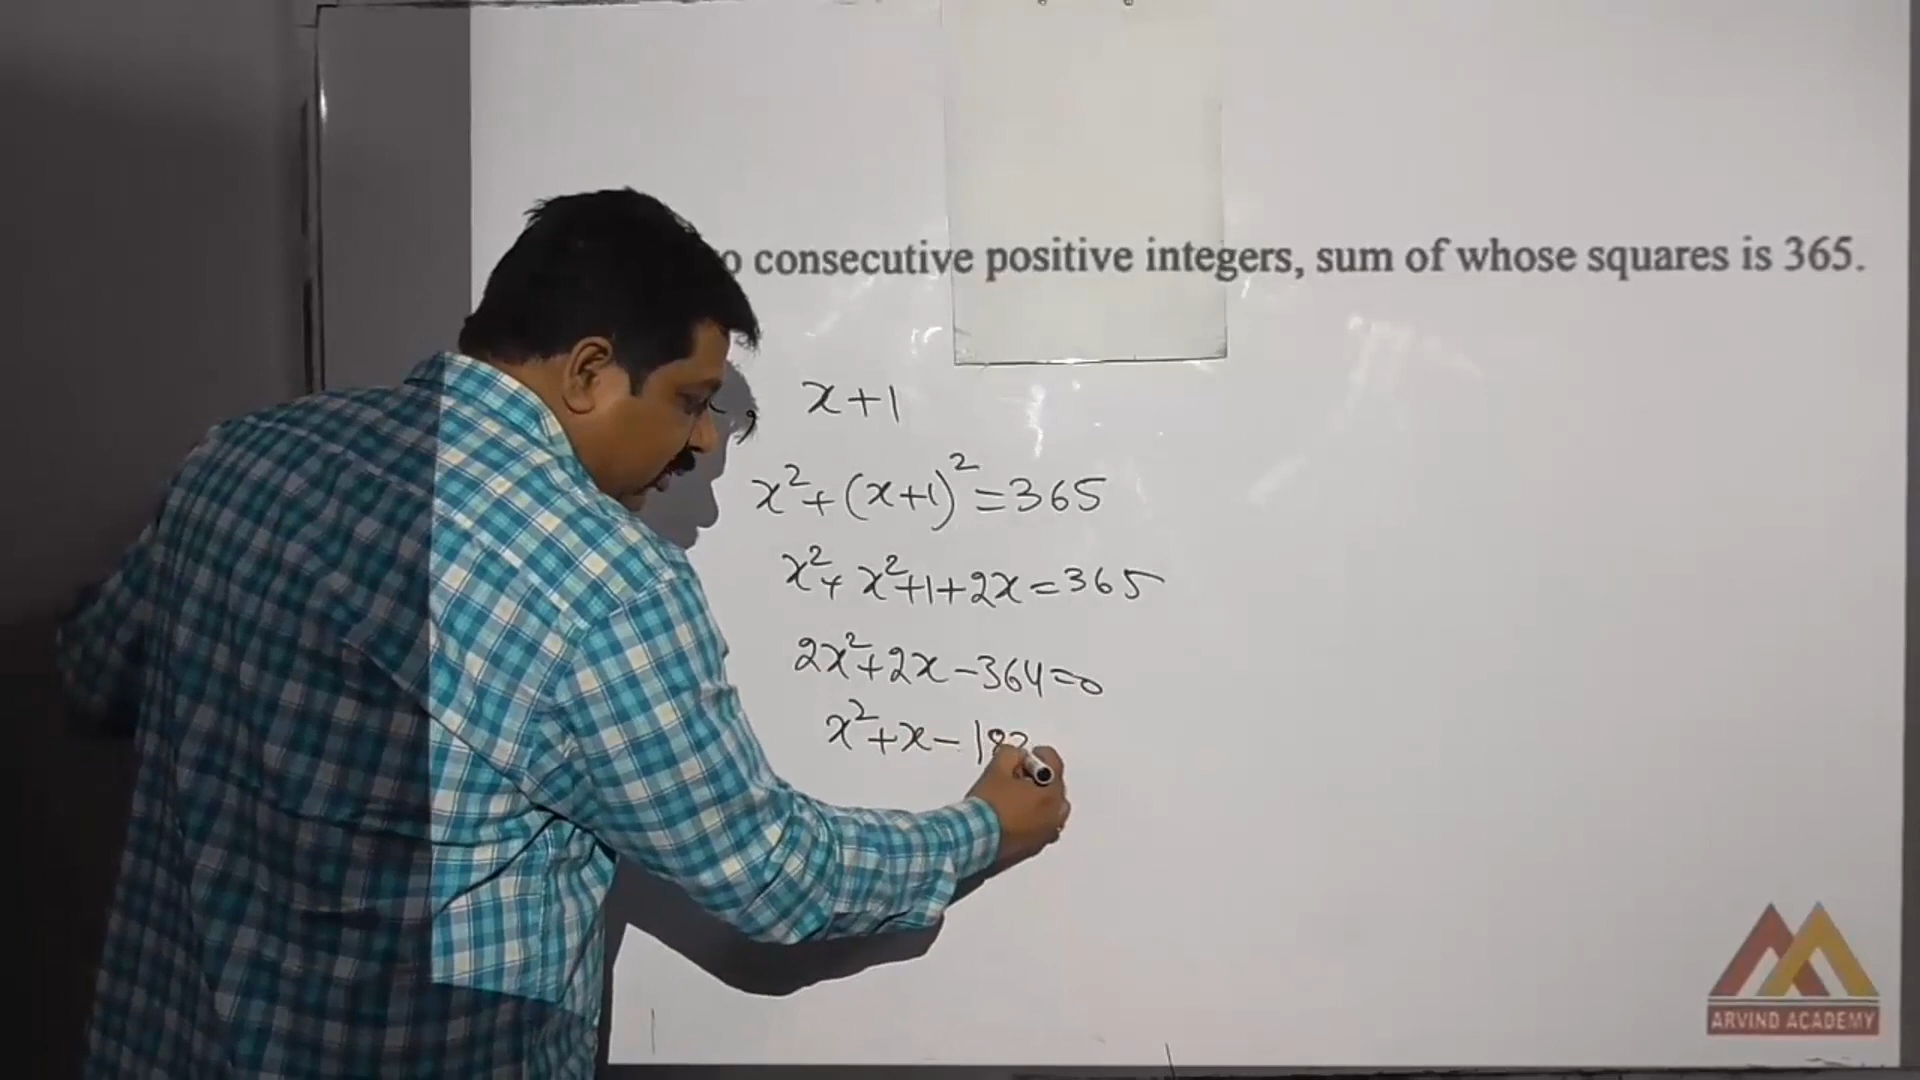 consecutive positive integers, sum of whose squares is 365.
, x+1
x²+(x+1)²=365
x²+x²+1+2x=365
2x²+2x-364=0
x²+x-182
ARVIND ACADEMY